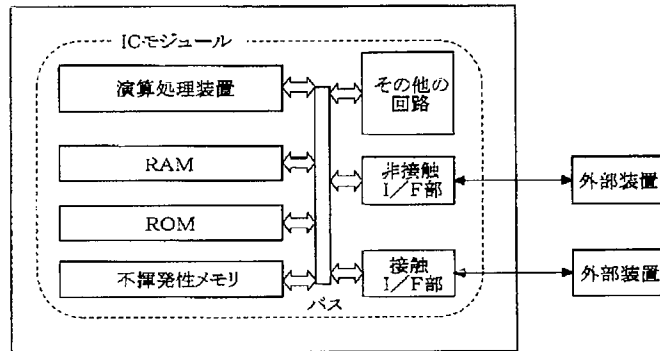 ICモジュール
演算処理装置
その他の
回路
RAM
非接触
I/F部
外部装置
ROM
不揮発性メモリ
接触
I/F部
外部装置
バス